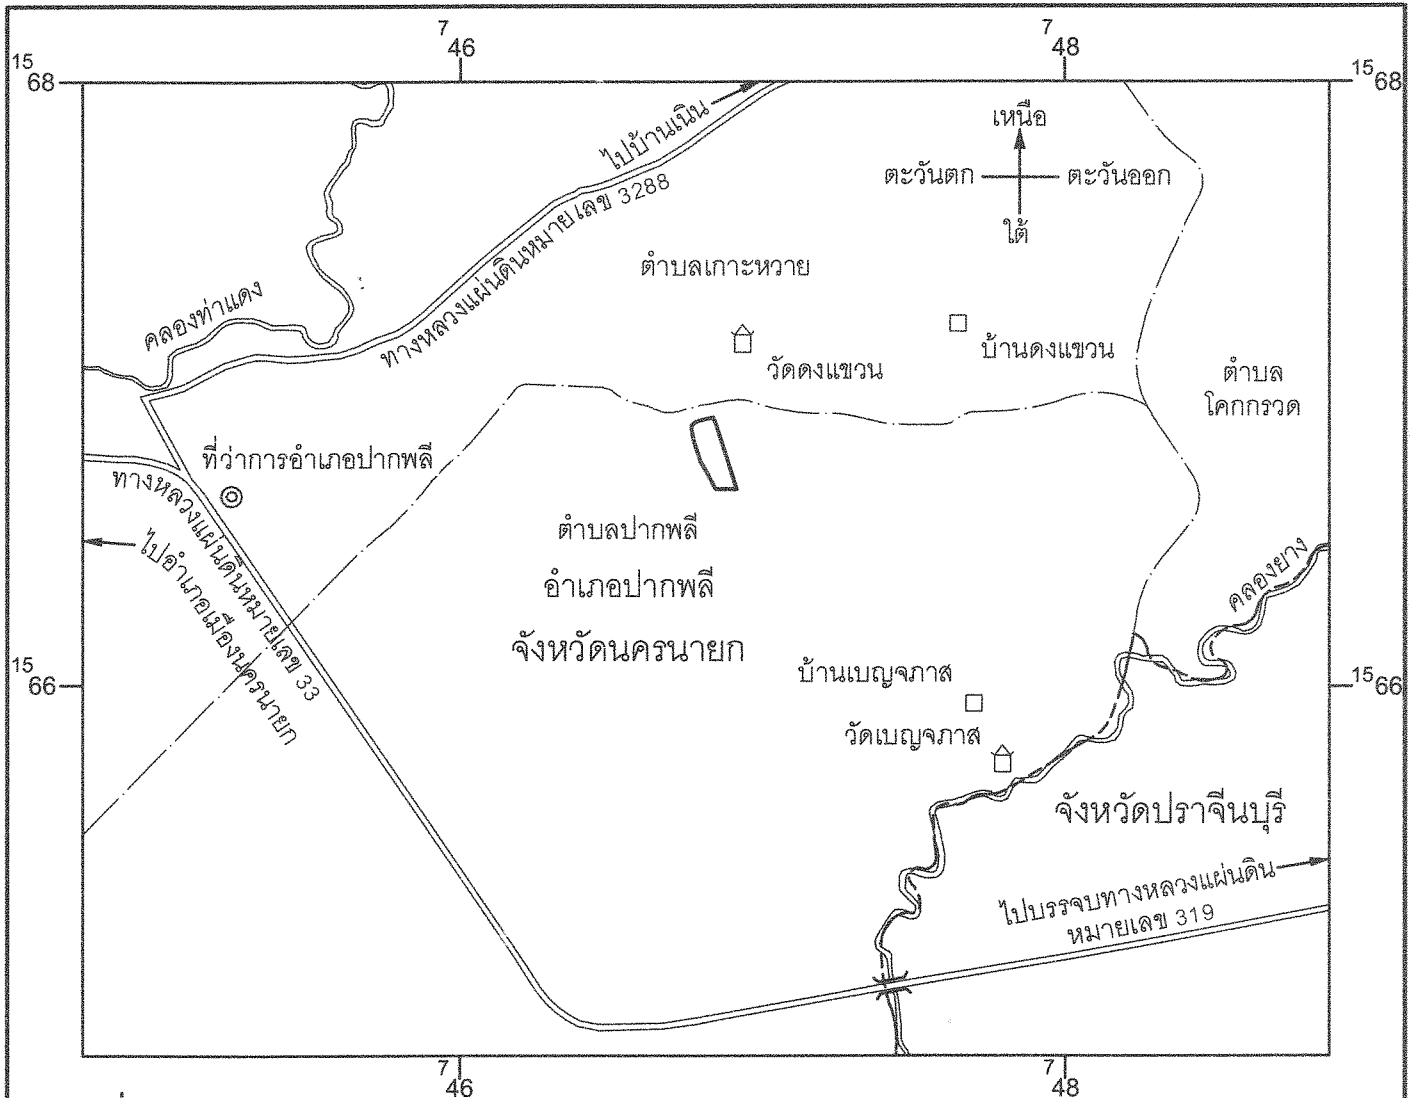 7
46
7
48
15
68
15
68
ไปบ้านเนิน
เหนือ
ตะวันตก
ตะวันออก
ใต้
ทางหลวงแผ่นดินหมายเลข 3288
ตำบลเกาะหวาย
คลองท่าแดง
วัดดงแขวน
บ้านดงแขวน
ตำบล
โคกกรวด
ที่ว่าการอำเภอปากพลี
ทางหลวงแผ่นดินหมายเลข 33
ไปอำเภอเมืองนครนายก
ตำบลปากพลี
อำเภอปากพลี
จังหวัดนครนายก
คลองยาง
15
66
15
66
บ้านเบญจภาส
วัดเบญจภาส
จังหวัดปราจีนบุรี
ไปบรรจบทางหลวงแผ่นดิน
หมายเลข 319
7
46
7
48